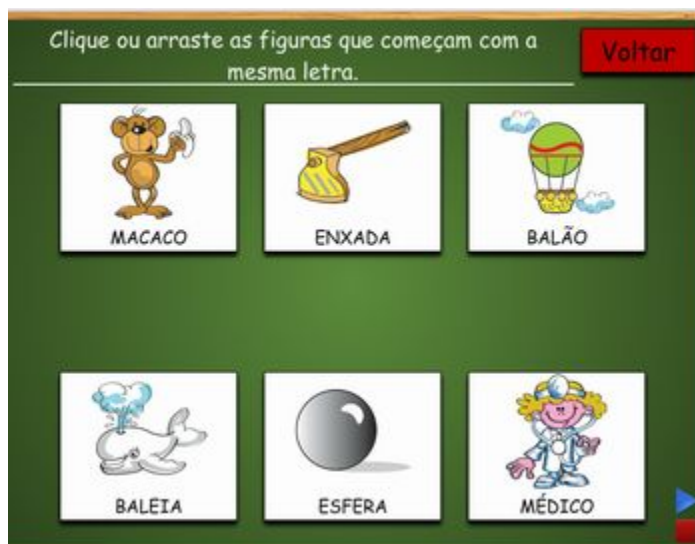 Clique ou arraste as figuras que começam com a
mesma letra.
Voltar
MACACO
ENXADA
BALÃO
BALEIA
ESFERA
MÉDICO